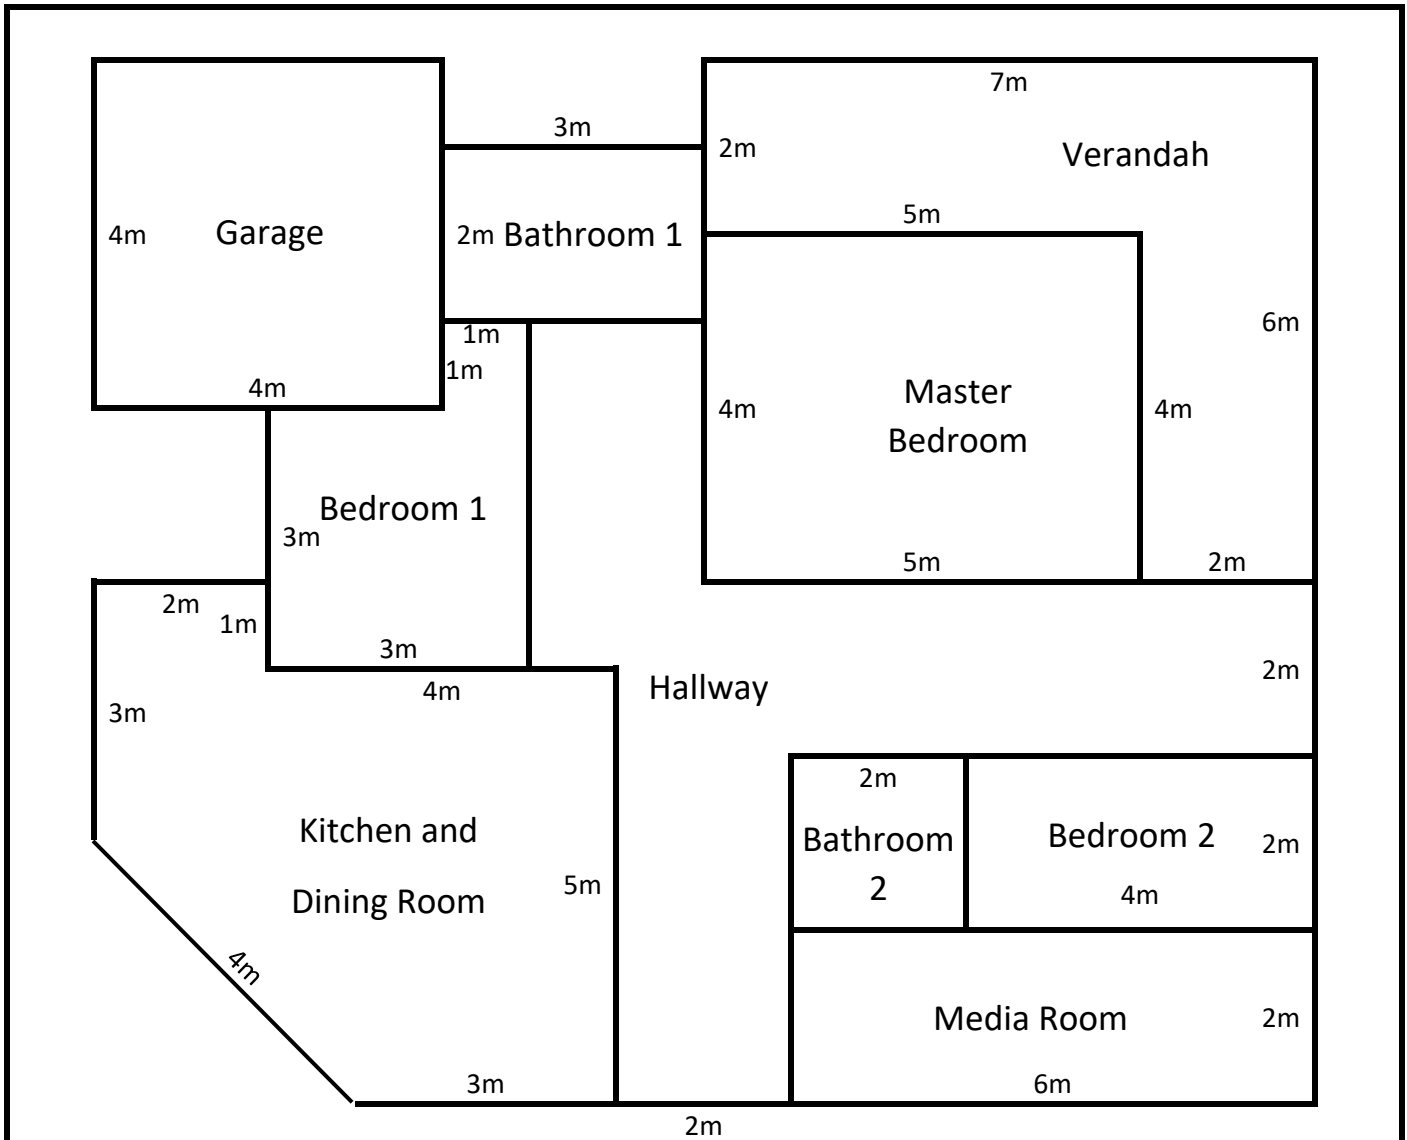 7m
3m
2m
Verandah
4m
Garage
2m
Bathroom 1
5m
6m
1m
1m
4m
4m
Master
Bedroom
4m
Bedroom 1
3m
5m
2m
2m
1m
3m
4m
Hallway
2m
3m
2m
Kitchen and
Dining Room
5m
Bathroom
2
Bedroom 2
2m
4m
4m
Media Room
2m
3m
6m
2m